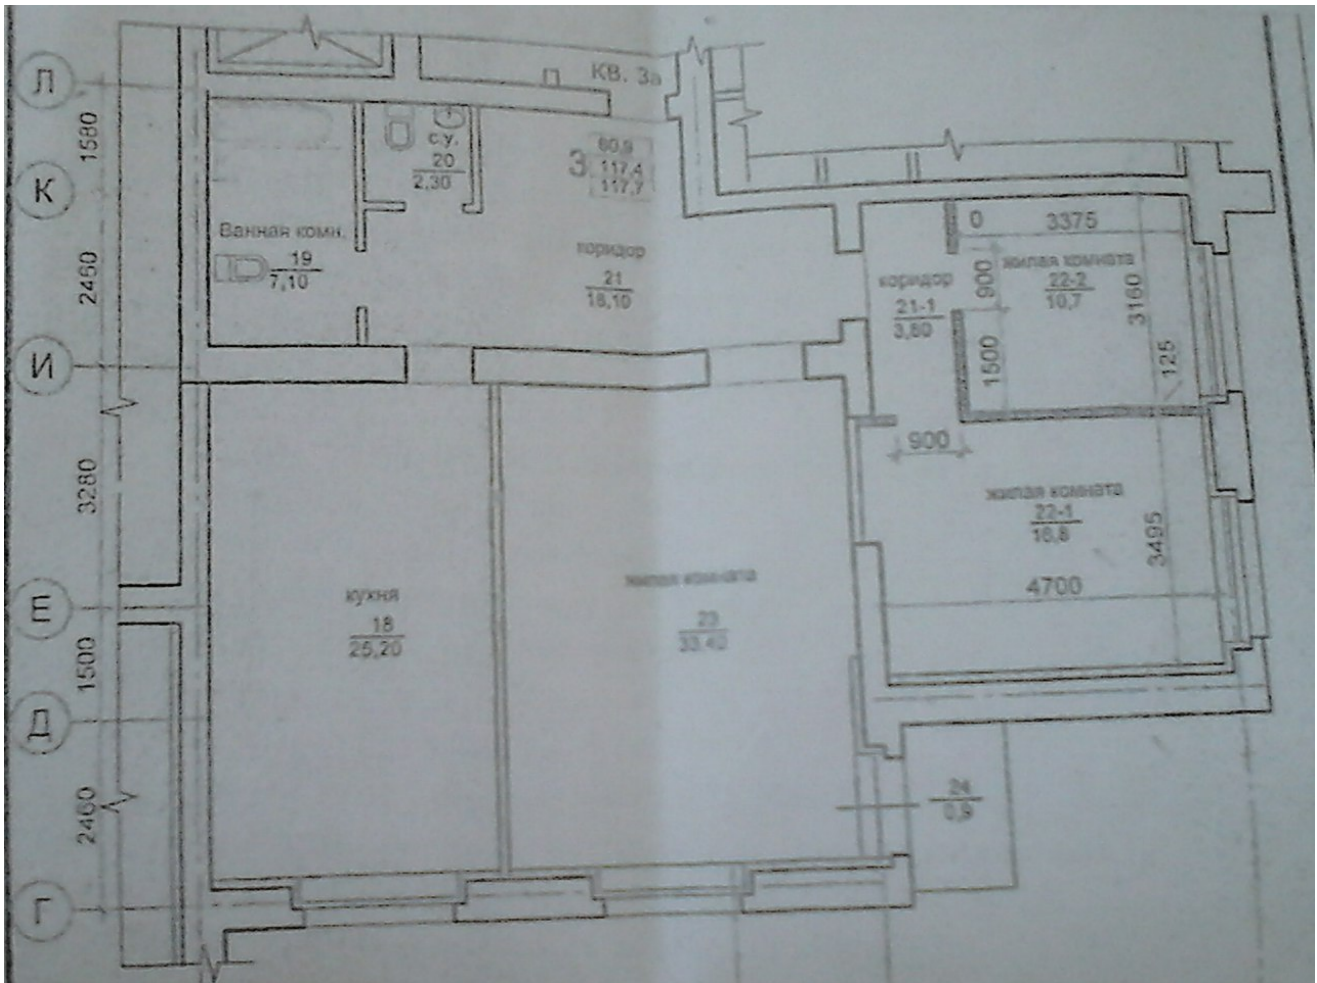 Л
КВ. 3а
1580
с.у.
20
2,30
3
60,9
117,4
117,7
К
Ванная комн.
19
7,10
коридор
21
18,10
0
3375
коридор
21-1
3,80
900
жилая комната
22-2
10,7
3160
2460
И
1500
125
900
3280
жилая комната
22-1
16,8
3495
4700
Е
кухня
18
25,20
жилая комната
23
33,40
1500
Д
2460
24
0,9
Г